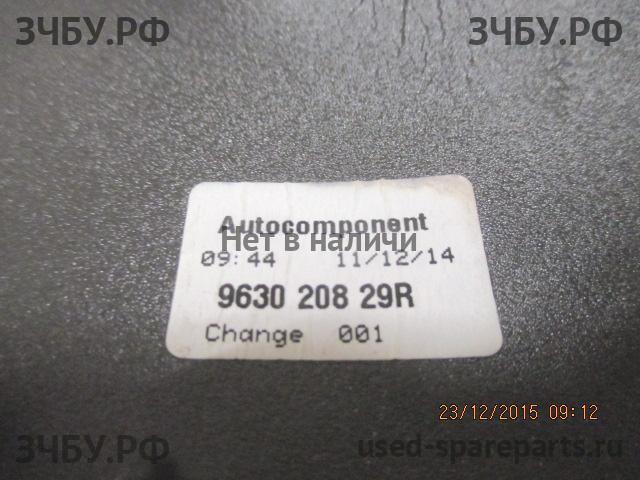 ЗЧБУ.РФ ЗЧБУ.РФ
Autocomponent
Нет в наличи
09:44 11/12/14
9630 208 29R
Change 001
23/12/2015 09:12
ЗЧБУ.РФ used-spareparts.ru